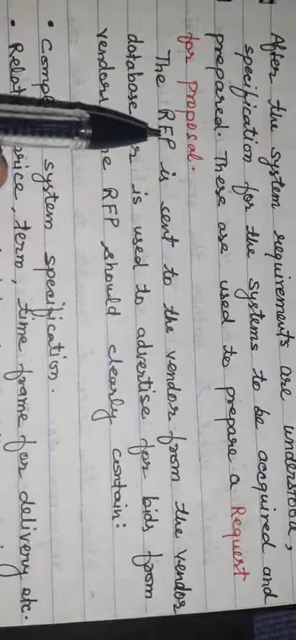 After the system requirements are understood,
specification for the systems to be acquired and
prepared. These are used to prepare a Request
for proposal.
The RFP is sent to the vendor from the vendor
database is used to advertise for bids from
vendors RFP should clearly contain:
• system specification.
• price, term, time frame for delivery etc.